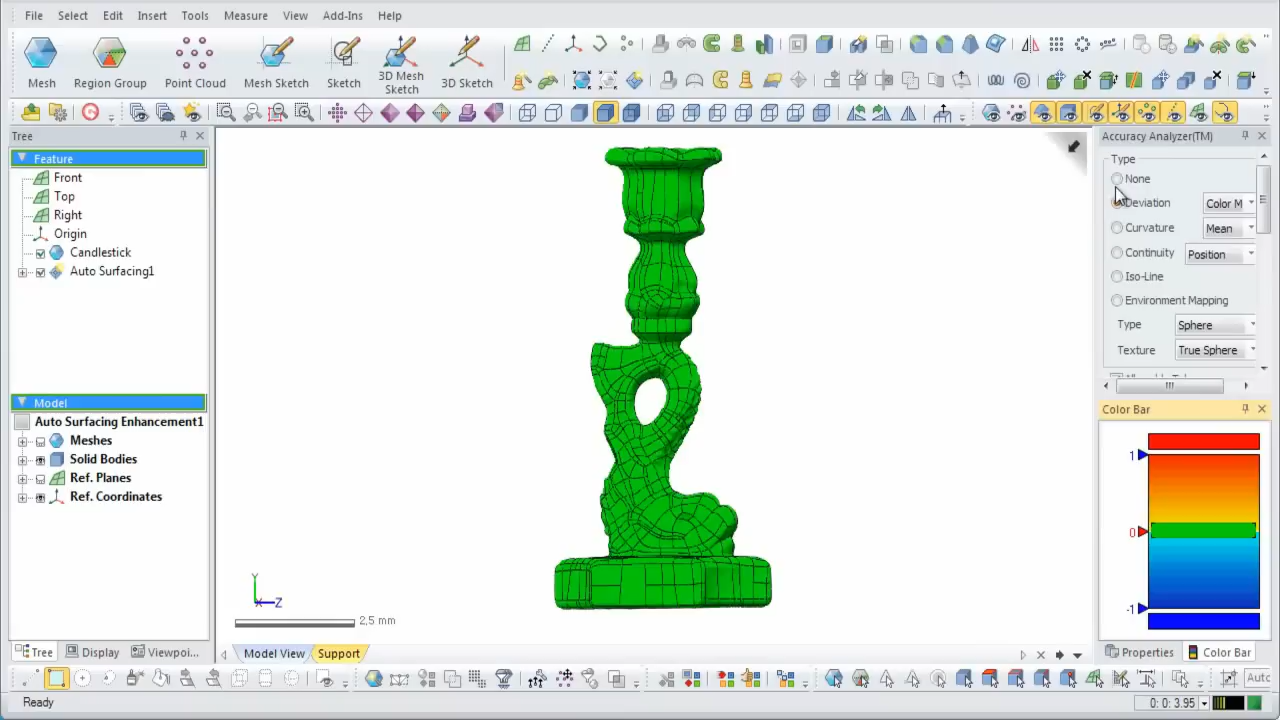 File Select Edit Insert Tools Measure View Add-Ins Help
Mesh Region Group Point Cloud Mesh Sketch Sketch 3D Mesh Sketch 3D Sketch
Tree
Feature
Front
Top
Right
Origin
Candlestick
Auto Surfacing1
Model
Auto Surfacing Enhancement1
Meshes
Solid Bodies
Ref. Planes
Ref. Coordinates
Tree Display Viewpoi...
Y
X Z
2,5 mm
Model View Support
Accuracy Analyzer(TM)
Type
None
Deviation Color M
Curvature Mean
Continuity Position
Iso-Line
Environment Mapping
Type Sphere
Texture True Sphere
Color Bar
1
0
-1
Properties Color Bar
Auto
Ready
0: 0: 3.95